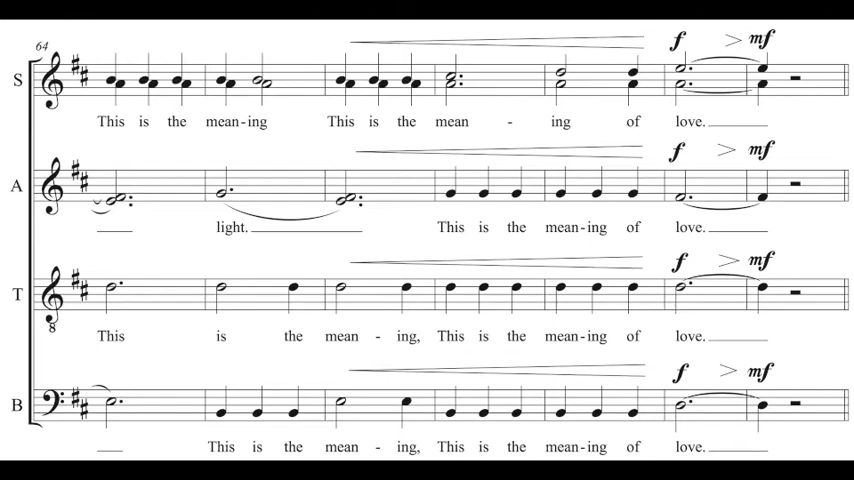 64
f > mf
S
This is the mean-ing This is the mean - ing of love.
f > mf
A
light. This is the mean-ing of love.
f mf
T
8
This is the mean - ing, This is the mean-ing of love.
f mf
B
This is the mean - ing, This is the mean-ing of love.